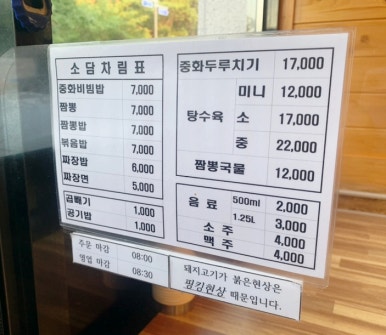 소담차림표
중화비빔밥 7,000
짬뽕 7,000
짬뽕밥 7,000
볶음밥 7,000
짜장밥 6,000
짜장면 5,000
곱빼기 1,000
공기밥 1,000
중화두루치기 17,000
탕수육 미니 12,000
소 17,000
중 22,000
짬뽕국물 12,000
음료 500ml 2,000
1.25L 3,000
소주 4,000
맥주 4,000
주문 마감 08:00
영업 마감 08:30
돼지고기가 붉은현상은
핑킹현상 때문입니다.